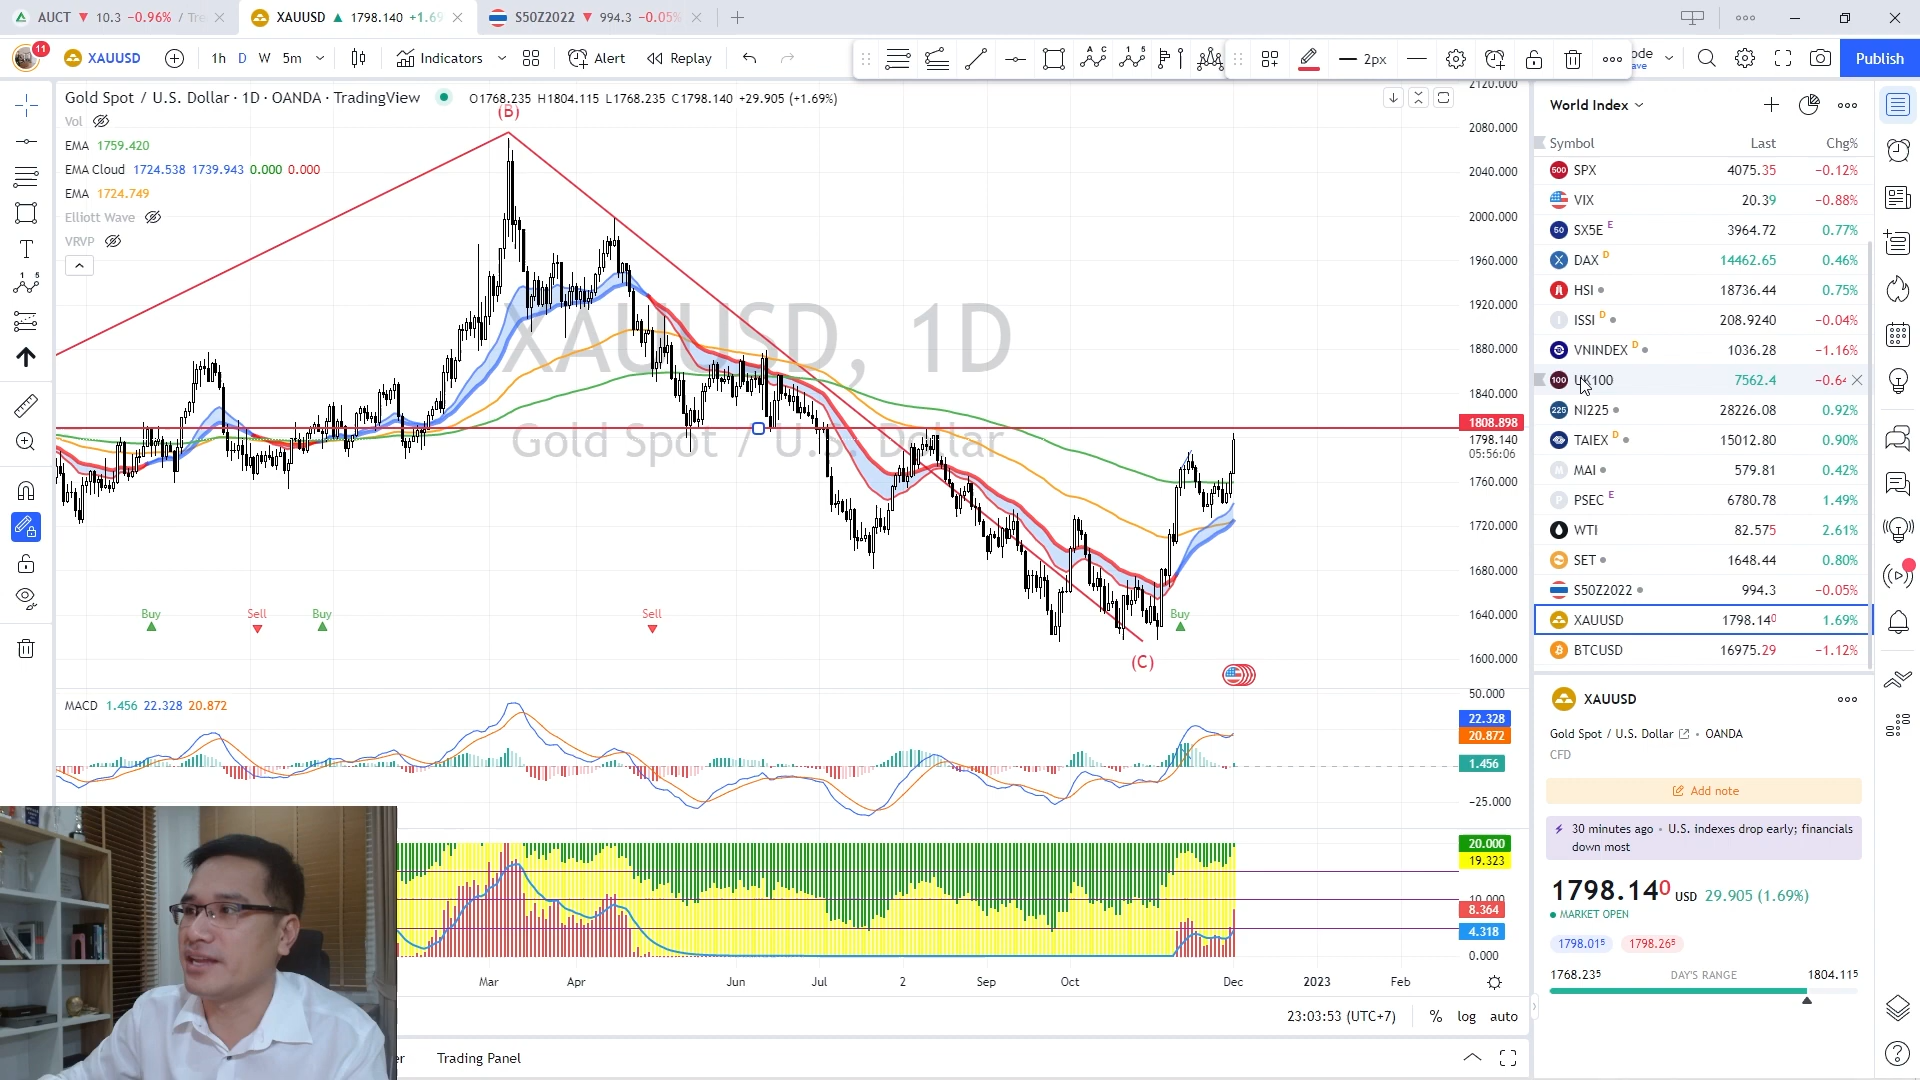 AUCT ▼ 10.3 −0.96% / Tre
XAUUSD ▲ 1798.140 +1.69
S50Z2022 ▼ 994.3 −0.05%
11
XAUUSD
1h D W 5m
Indicators
Alert
Replay
2px
ode
ave
Publish
Gold Spot / U.S. Dollar · 1D · OANDA · TradingView
O1768.235 H1804.115 L1768.235 C1798.140 +29.905 (+1.69%)
Vol
EMA 1759.420
EMA Cloud 1724.538 1739.943 0.000 0.000
EMA 1724.749
Elliott Wave
VRVP
(B)
(C)
XAUUSD, 1D
Gold Spot / U.S. Dollar
Buy
Sell
Buy
Sell
Buy
2120.000
2080.000
2040.000
2000.000
1960.000
1920.000
1880.000
1840.000
1808.898
1798.140
05:56:06
1760.000
1720.000
1680.000
1640.000
1600.000
MACD 1.456 22.328 20.872
50.000
22.328
20.872
1.456
−25.000
20.000
19.323
10.000
8.364
4.318
0.000
Mar Apr Jun Jul 2 Sep Oct Dec 2023 Feb
23:03:53 (UTC+7) % log auto
er
Trading Panel
World Index
Symbol Last Chg%
SPX 4075.35 −0.12%
VIX 20.39 −0.88%
SX5E E 3964.72 0.77%
DAX D 14462.65 0.46%
HSI 18736.44 0.75%
ISSI D 208.9240 −0.04%
VNINDEX D 1036.28 −1.16%
UK100 7562.4 −0.64
NI225 28226.08 0.92%
TAIEX D 15012.80 0.90%
MAI 579.81 0.42%
PSEC E 6780.78 1.49%
WTI 82.575 2.61%
SET 1648.44 0.80%
S50Z2022 994.3 −0.05%
XAUUSD 1798.140 1.69%
BTCUSD 16975.29 −1.12%
XAUUSD
Gold Spot / U.S. Dollar • OANDA
CFD
Add note
30 minutes ago • U.S. indexes drop early; financials
down most
1798.140 USD 29.905 (1.69%)
MARKET OPEN
1798.015 1798.265
1768.235 DAY'S RANGE 1804.115